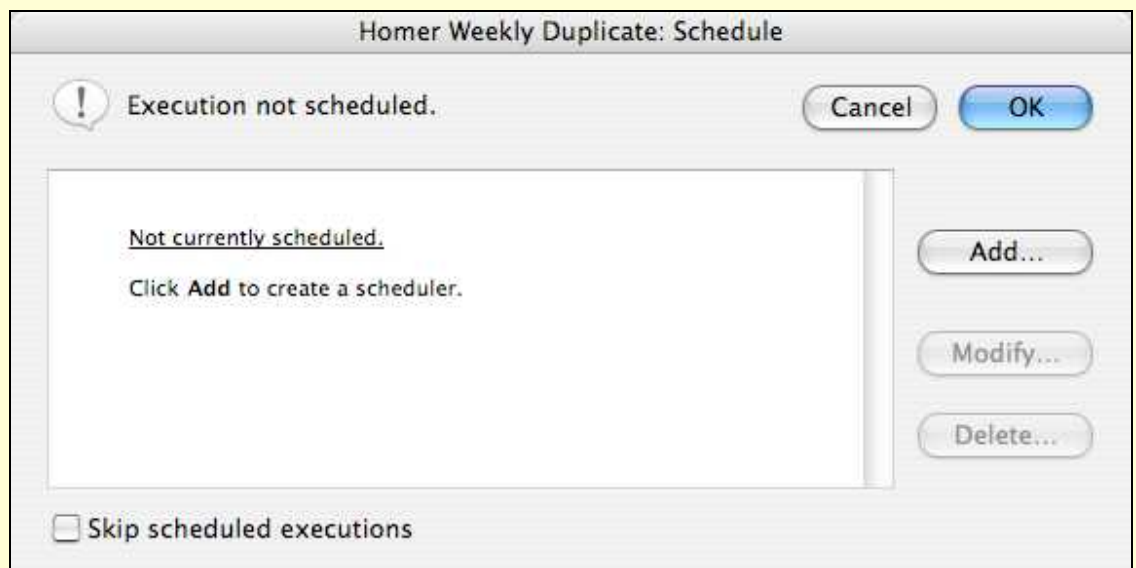 Homer Weekly Duplicate: Schedule
Execution not scheduled.
Cancel
OK
Not currently scheduled.
Click Add to create a scheduler.
Add...
Modify...
Delete...
Skip scheduled executions